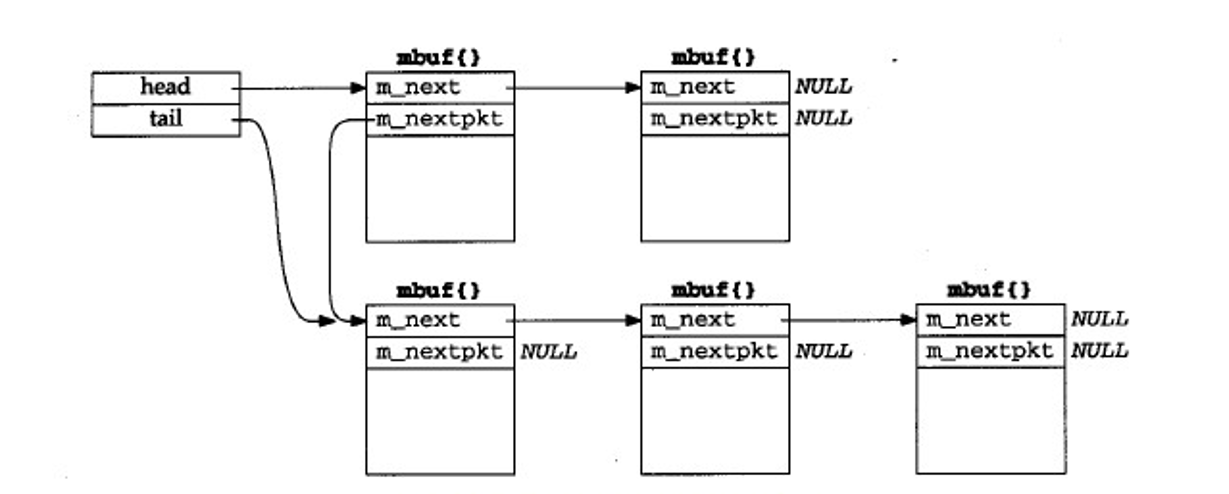 mbuf{} mbuf{}
head m_next m_next NULL
tail m_nextpkt m_nextpkt NULL
mbuf{} mbuf{} mbuf{}
m_next m_next m_next NULL
m_nextpkt NULL m_nextpkt NULL m_nextpkt NULL